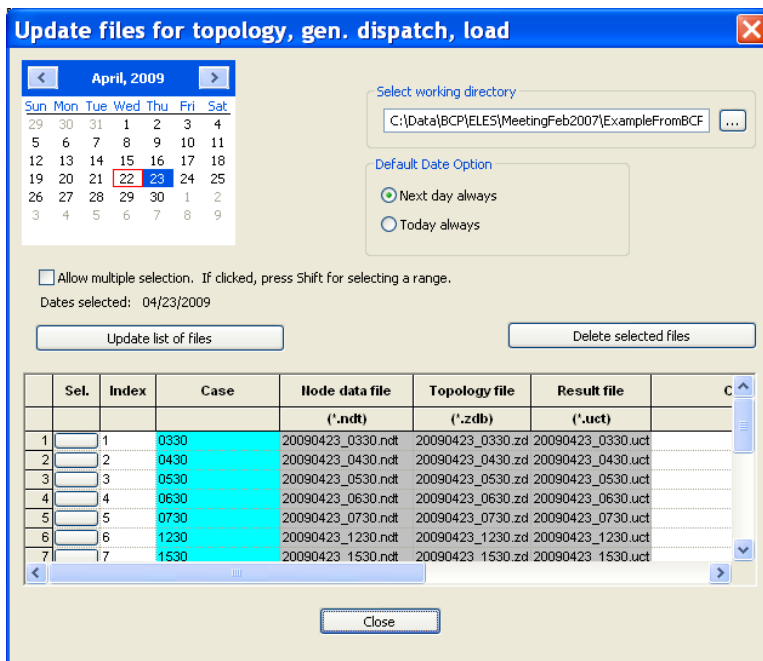 Update files for topology, gen. dispatch, load
April, 2009
Sun Mon Tue Wed Thu Fri Sat
29 30 31 1 2 3 4
5 6 7 8 9 10 11
12 13 14 15 16 17 18
19 20 21 22 23 24 25
26 27 28 29 30 1 2
3 4 5 6 7 8 9
Select working directory
C:\Data\BCP\ELES\MeetingFeb2007\ExampleFromBCF
...
Default Date Option
Next day always
Today always
Allow multiple selection. If clicked, press Shift for selecting a range.
Dates selected: 04/23/2009
Update list of files
Delete selected files
Sel. Index Case Node data file Topology file Result file C
(*.ndt) (*.zdb) (*.uct)
1 1 0330 20090423_0330.ndt 20090423_0330.zd 20090423_0330.uct
2 2 0430 20090423_0430.ndt 20090423_0430.zd 20090423_0430.uct
3 3 0530 20090423_0530.ndt 20090423_0530.zd 20090423_0530.uct
4 4 0630 20090423_0630.ndt 20090423_0630.zd 20090423_0630.uct
5 5 0730 20090423_0730.ndt 20090423_0730.zd 20090423_0730.uct
6 6 1230 20090423_1230.ndt 20090423_1230.zd 20090423_1230.uct
7 7 1530 20090423_1530.ndt 20090423_1530.zd 20090423_1530.uct
Close